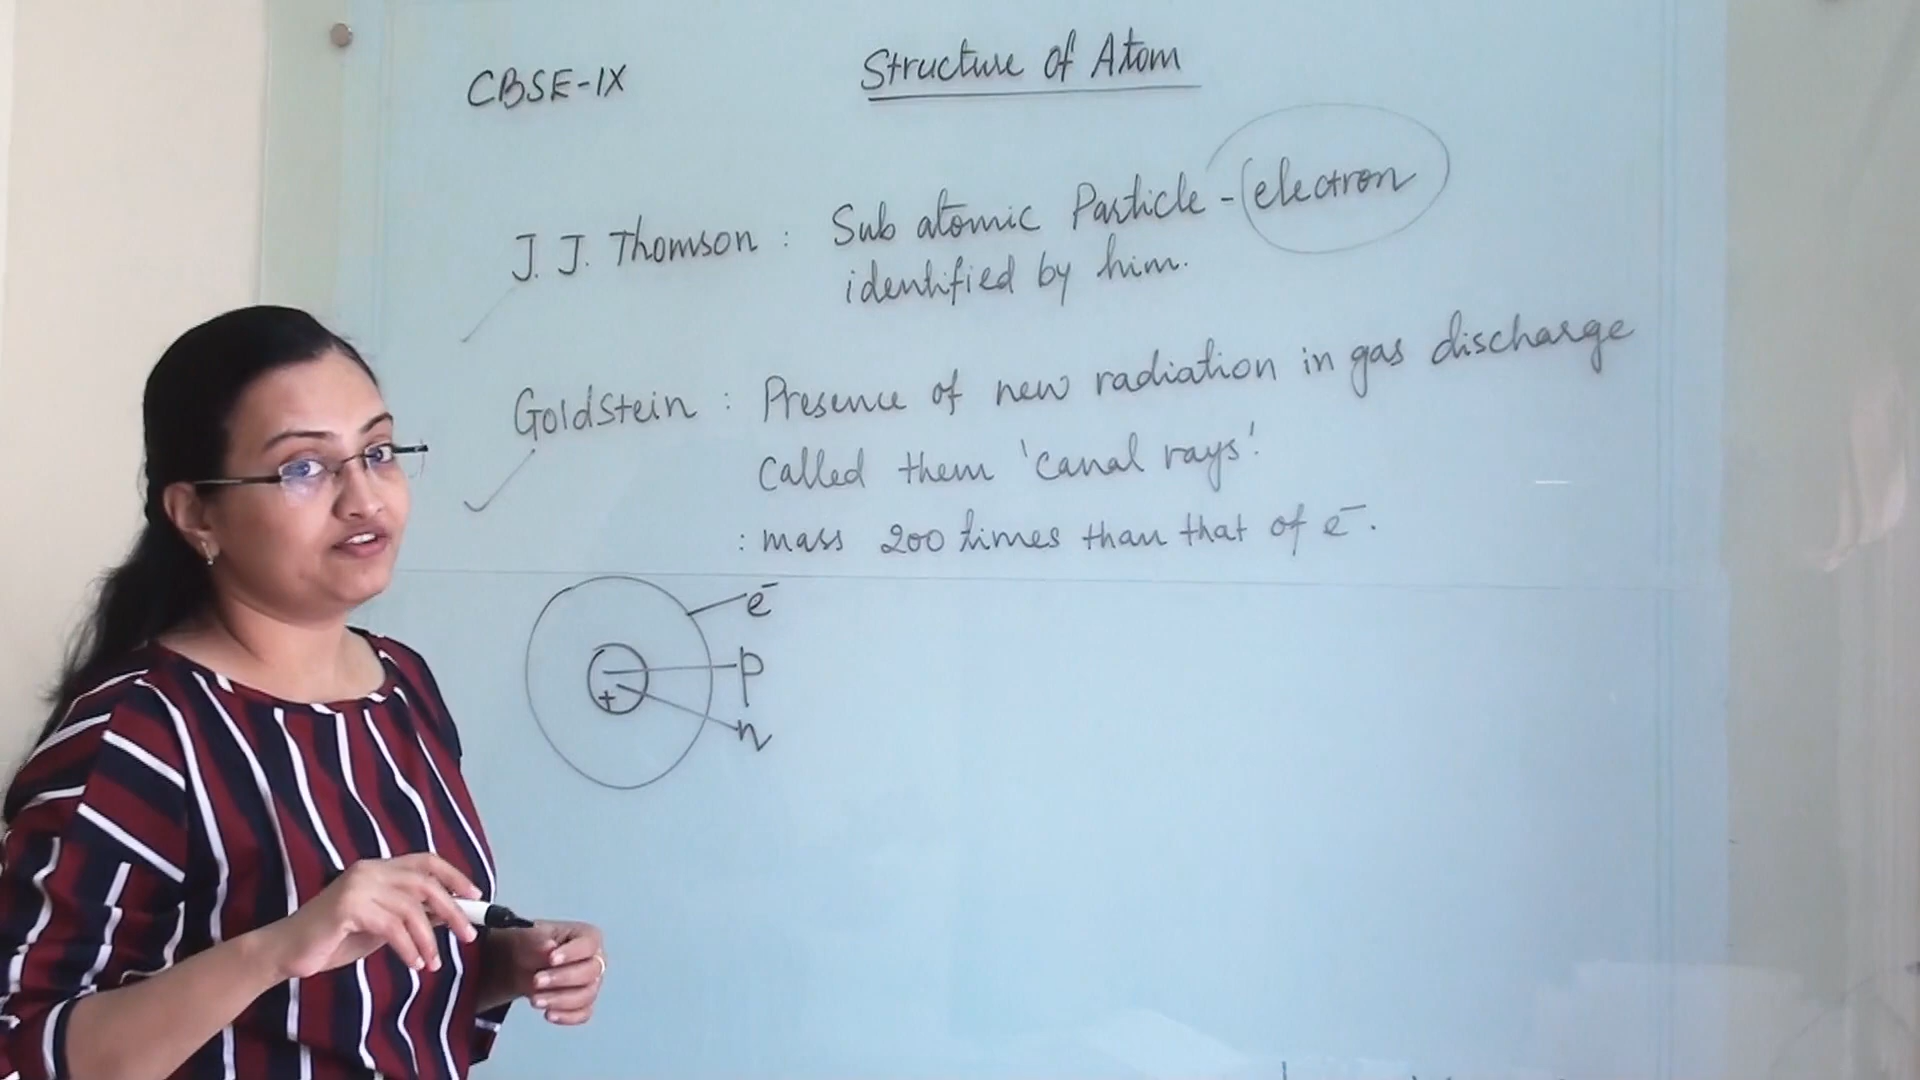 CBSE-IX
Structure of Atom
J. J. Thomson : Sub atomic Particle - electron
identified by him.
Goldstein : Presence of new radiation in gas discharge
Called them 'canal rays'.
: mass 200 times than that of e⁻.
e⁻
p
+
n